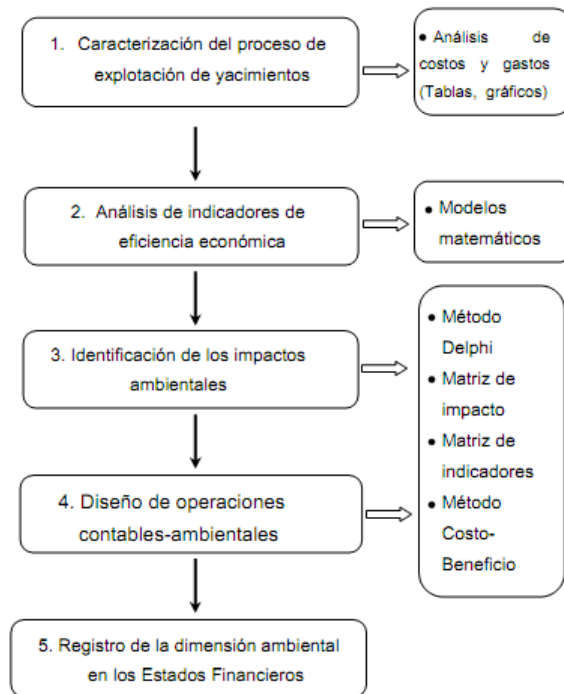 1. Caracterización del proceso de
explotación de yacimientos
• Análisis de
costos y gastos
(Tablas, gráficos)
2. Análisis de indicadores de
eficiencia económica
• Modelos
matemáticos
3. Identificación de los impactos
ambientales
• Método
Delphi
• Matriz de
impacto
• Matriz de
indicadores
• Método
Costo-
Beneficio
4. Diseño de operaciones
contables-ambientales
5. Registro de la dimensión ambiental
en los Estados Financieros